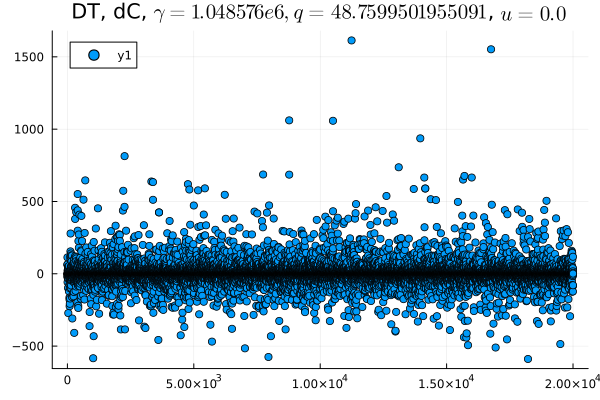 DT, dC, γ = 1.048576e6, q = 48.7599501955091, u = 0.0
y1
1500
1000
500
0
−500
0 5.00×10³ 1.00×10⁴ 1.50×10⁴ 2.00×10⁴